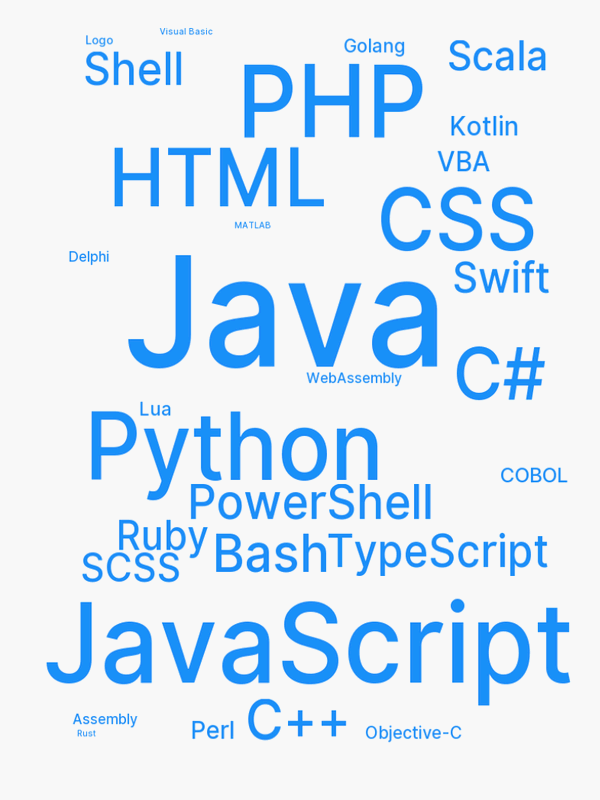 Visual Basic
Logo
Golang
Shell
Scala
PHP
Kotlin
HTML
VBA
CSS
MATLAB
Delphi
Java
Swift
WebAssembly
C#
Lua
Python
COBOL
PowerShell
Ruby
Bash
TypeScript
SCSS
JavaScript
Assembly
C++
Perl
Objective-C
Rust